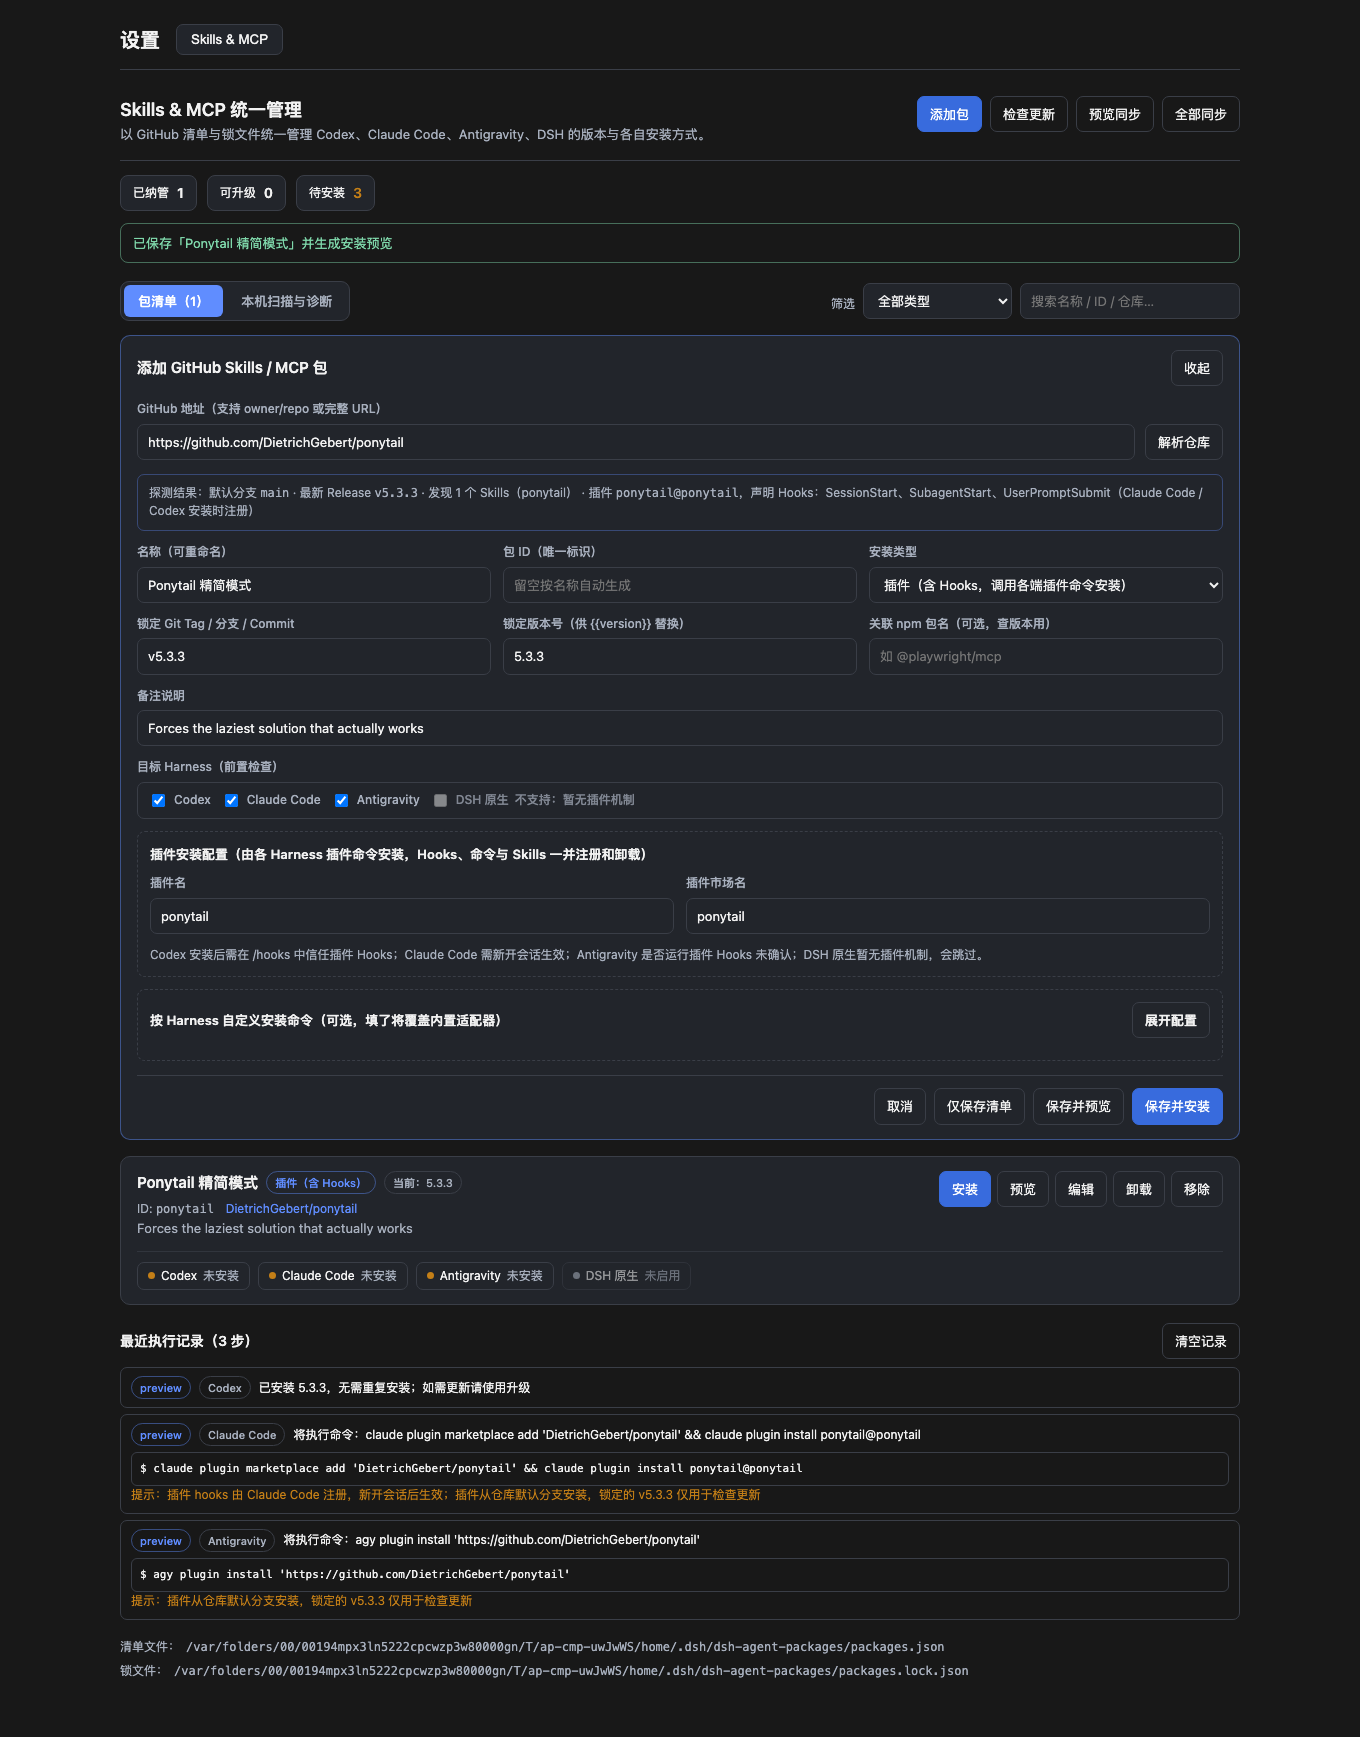 设置 Skills & MCP
Skills & MCP 统一管理
以 GitHub 清单与锁文件统一管理 Codex、Claude Code、Antigravity、DSH 的版本与各自安装方式。
添加包 检查更新 预览同步 全部同步
已纳管 1 可升级 0 待安装 3
已保存「Ponytail 精简模式」并生成安装预览
包清单（1） 本机扫描与诊断
筛选 全部类型 搜索名称 / ID / 仓库...
添加 GitHub Skills / MCP 包 收起
GitHub 地址（支持 owner/repo 或完整 URL）
https://github.com/DietrichGebert/ponytail 解析仓库
探测结果：默认分支 main · 最新 Release v5.3.3 · 发现 1 个 Skills（ponytail） · 插件 ponytail@ponytail，声明 Hooks：SessionStart、SubagentStart、UserPromptSubmit（Claude Code /
Codex 安装时注册）
名称（可重命名） 包 ID（唯一标识） 安装类型
Ponytail 精简模式 留空按名称自动生成 插件（含 Hooks，调用各端插件命令安装）
锁定 Git Tag / 分支 / Commit 锁定版本号（供 {{version}} 替换） 关联 npm 包名（可选，查版本用）
v5.3.3 5.3.3 如 @playwright/mcp
备注说明
Forces the laziest solution that actually works
目标 Harness（前置检查）
Codex Claude Code Antigravity DSH 原生 不支持：暂无插件机制
插件安装配置（由各 Harness 插件命令安装，Hooks、命令与 Skills 一并注册和卸载）
插件名 插件市场名
ponytail ponytail
Codex 安装后需在 /hooks 中信任插件 Hooks；Claude Code 需新开会话生效；Antigravity 是否运行插件 Hooks 未确认；DSH 原生暂无插件机制，会跳过。
按 Harness 自定义安装命令（可选，填了将覆盖内置适配器） 展开配置
取消 仅保存清单 保存并预览 保存并安装
Ponytail 精简模式 插件（含 Hooks） 当前：5.3.3
安装 预览 编辑 卸载 移除
ID: ponytail DietrichGebert/ponytail
Forces the laziest solution that actually works
Codex 未安装 Claude Code 未安装 Antigravity 未安装 DSH 原生 未启用
最近执行记录（3 步） 清空记录
preview Codex 已安装 5.3.3，无需重复安装；如需更新请使用升级
preview Claude Code 将执行命令：claude plugin marketplace add 'DietrichGebert/ponytail' && claude plugin install ponytail@ponytail
$ claude plugin marketplace add 'DietrichGebert/ponytail' && claude plugin install ponytail@ponytail
提示：插件 hooks 由 Claude Code 注册，新开会话后生效；插件从仓库默认分支安装，锁定的 v5.3.3 仅用于检查更新
preview Antigravity 将执行命令：agy plugin install 'https://github.com/DietrichGebert/ponytail'
$ agy plugin install 'https://github.com/DietrichGebert/ponytail'
提示：插件从仓库默认分支安装，锁定的 v5.3.3 仅用于检查更新
清单文件： /var/folders/00/00194mpx3ln5222cpcwzp3w80000gn/T/ap-cmp-uwJwWS/home/.dsh/dsh-agent-packages/packages.json
锁文件： /var/folders/00/00194mpx3ln5222cpcwzp3w80000gn/T/ap-cmp-uwJwWS/home/.dsh/dsh-agent-packages/packages.lock.json